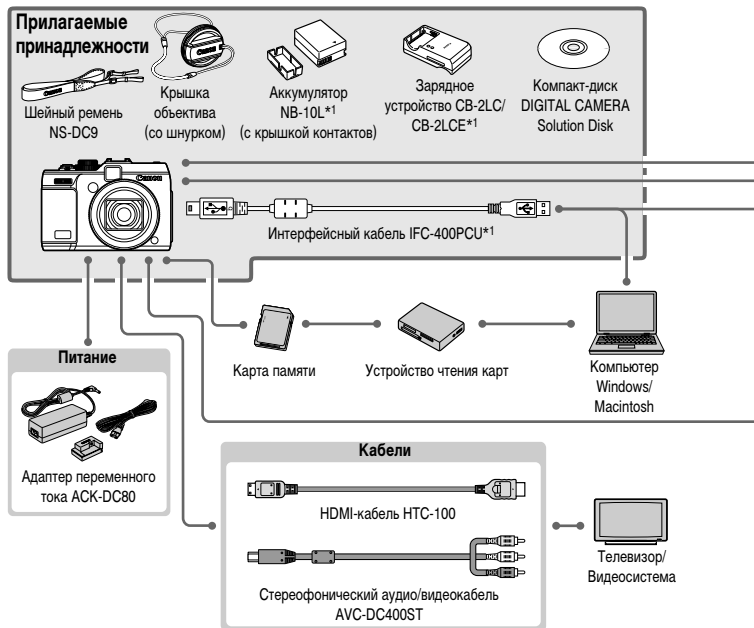 Прилагаемые
принадлежности
Шейный ремень
NS-DC9
Крышка
объектива
(со шнурком)
Аккумулятор
NB-10L*1
(с крышкой контактов)
Зарядное
устройство CB-2LC/
CB-2LCE*1
Компакт-диск
DIGITAL CAMERA
Solution Disk
Canon
Интерфейсный кабель IFC-400PCU*1
Карта памяти
Устройство чтения карт
Компьютер
Windows/
Macintosh
Питание
Адаптер переменного
тока ACK-DC80
Кабели
HDMI-кабель HTC-100
Стереофонический аудио/видеокабель
AVC-DC400ST
Телевизор/
Видеосистема